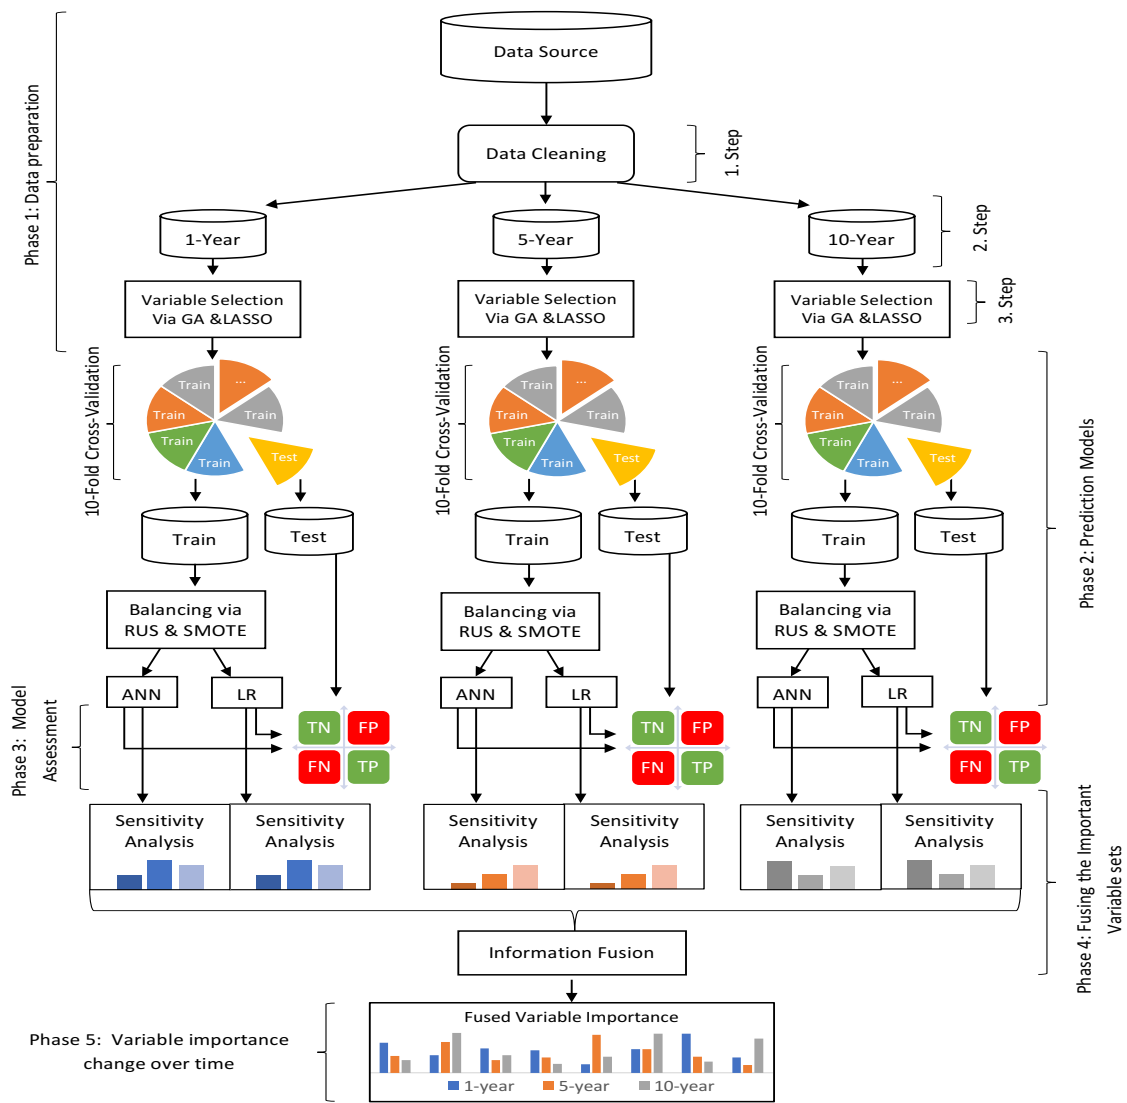 Data Source
Phase 1: Data preparation
Data Cleaning
1. Step
1-Year
5-Year
10-Year
2. Step
Variable Selection
Via GA &LASSO
Variable Selection
Via GA &LASSO
Variable Selection
Via GA &LASSO
3. Step
10-Fold Cross-Validation
Train
...
Train
Train
Train
Train
Test
10-Fold Cross-Validation
Train
...
Train
Train
Train
Train
Test
10-Fold Cross-Validation
Train
...
Train
Train
Train
Train
Test
Phase 2: Prediction Models
Train
Test
Train
Test
Train
Test
Balancing via
RUS & SMOTE
Balancing via
RUS & SMOTE
Balancing via
RUS & SMOTE
ANN
LR
ANN
LR
ANN
LR
Phase 3: Model
Assessment
TN
FP
FN
TP
TN
FP
FN
TP
TN
FP
FN
TP
Sensitivity
Analysis
Sensitivity
Analysis
Sensitivity
Analysis
Sensitivity
Analysis
Sensitivity
Analysis
Sensitivity
Analysis
Phase 4: Fusing the Important
Variable sets
Information Fusion
Phase 5: Variable importance
change over time
Fused Variable Importance
1-year
5-year
10-year